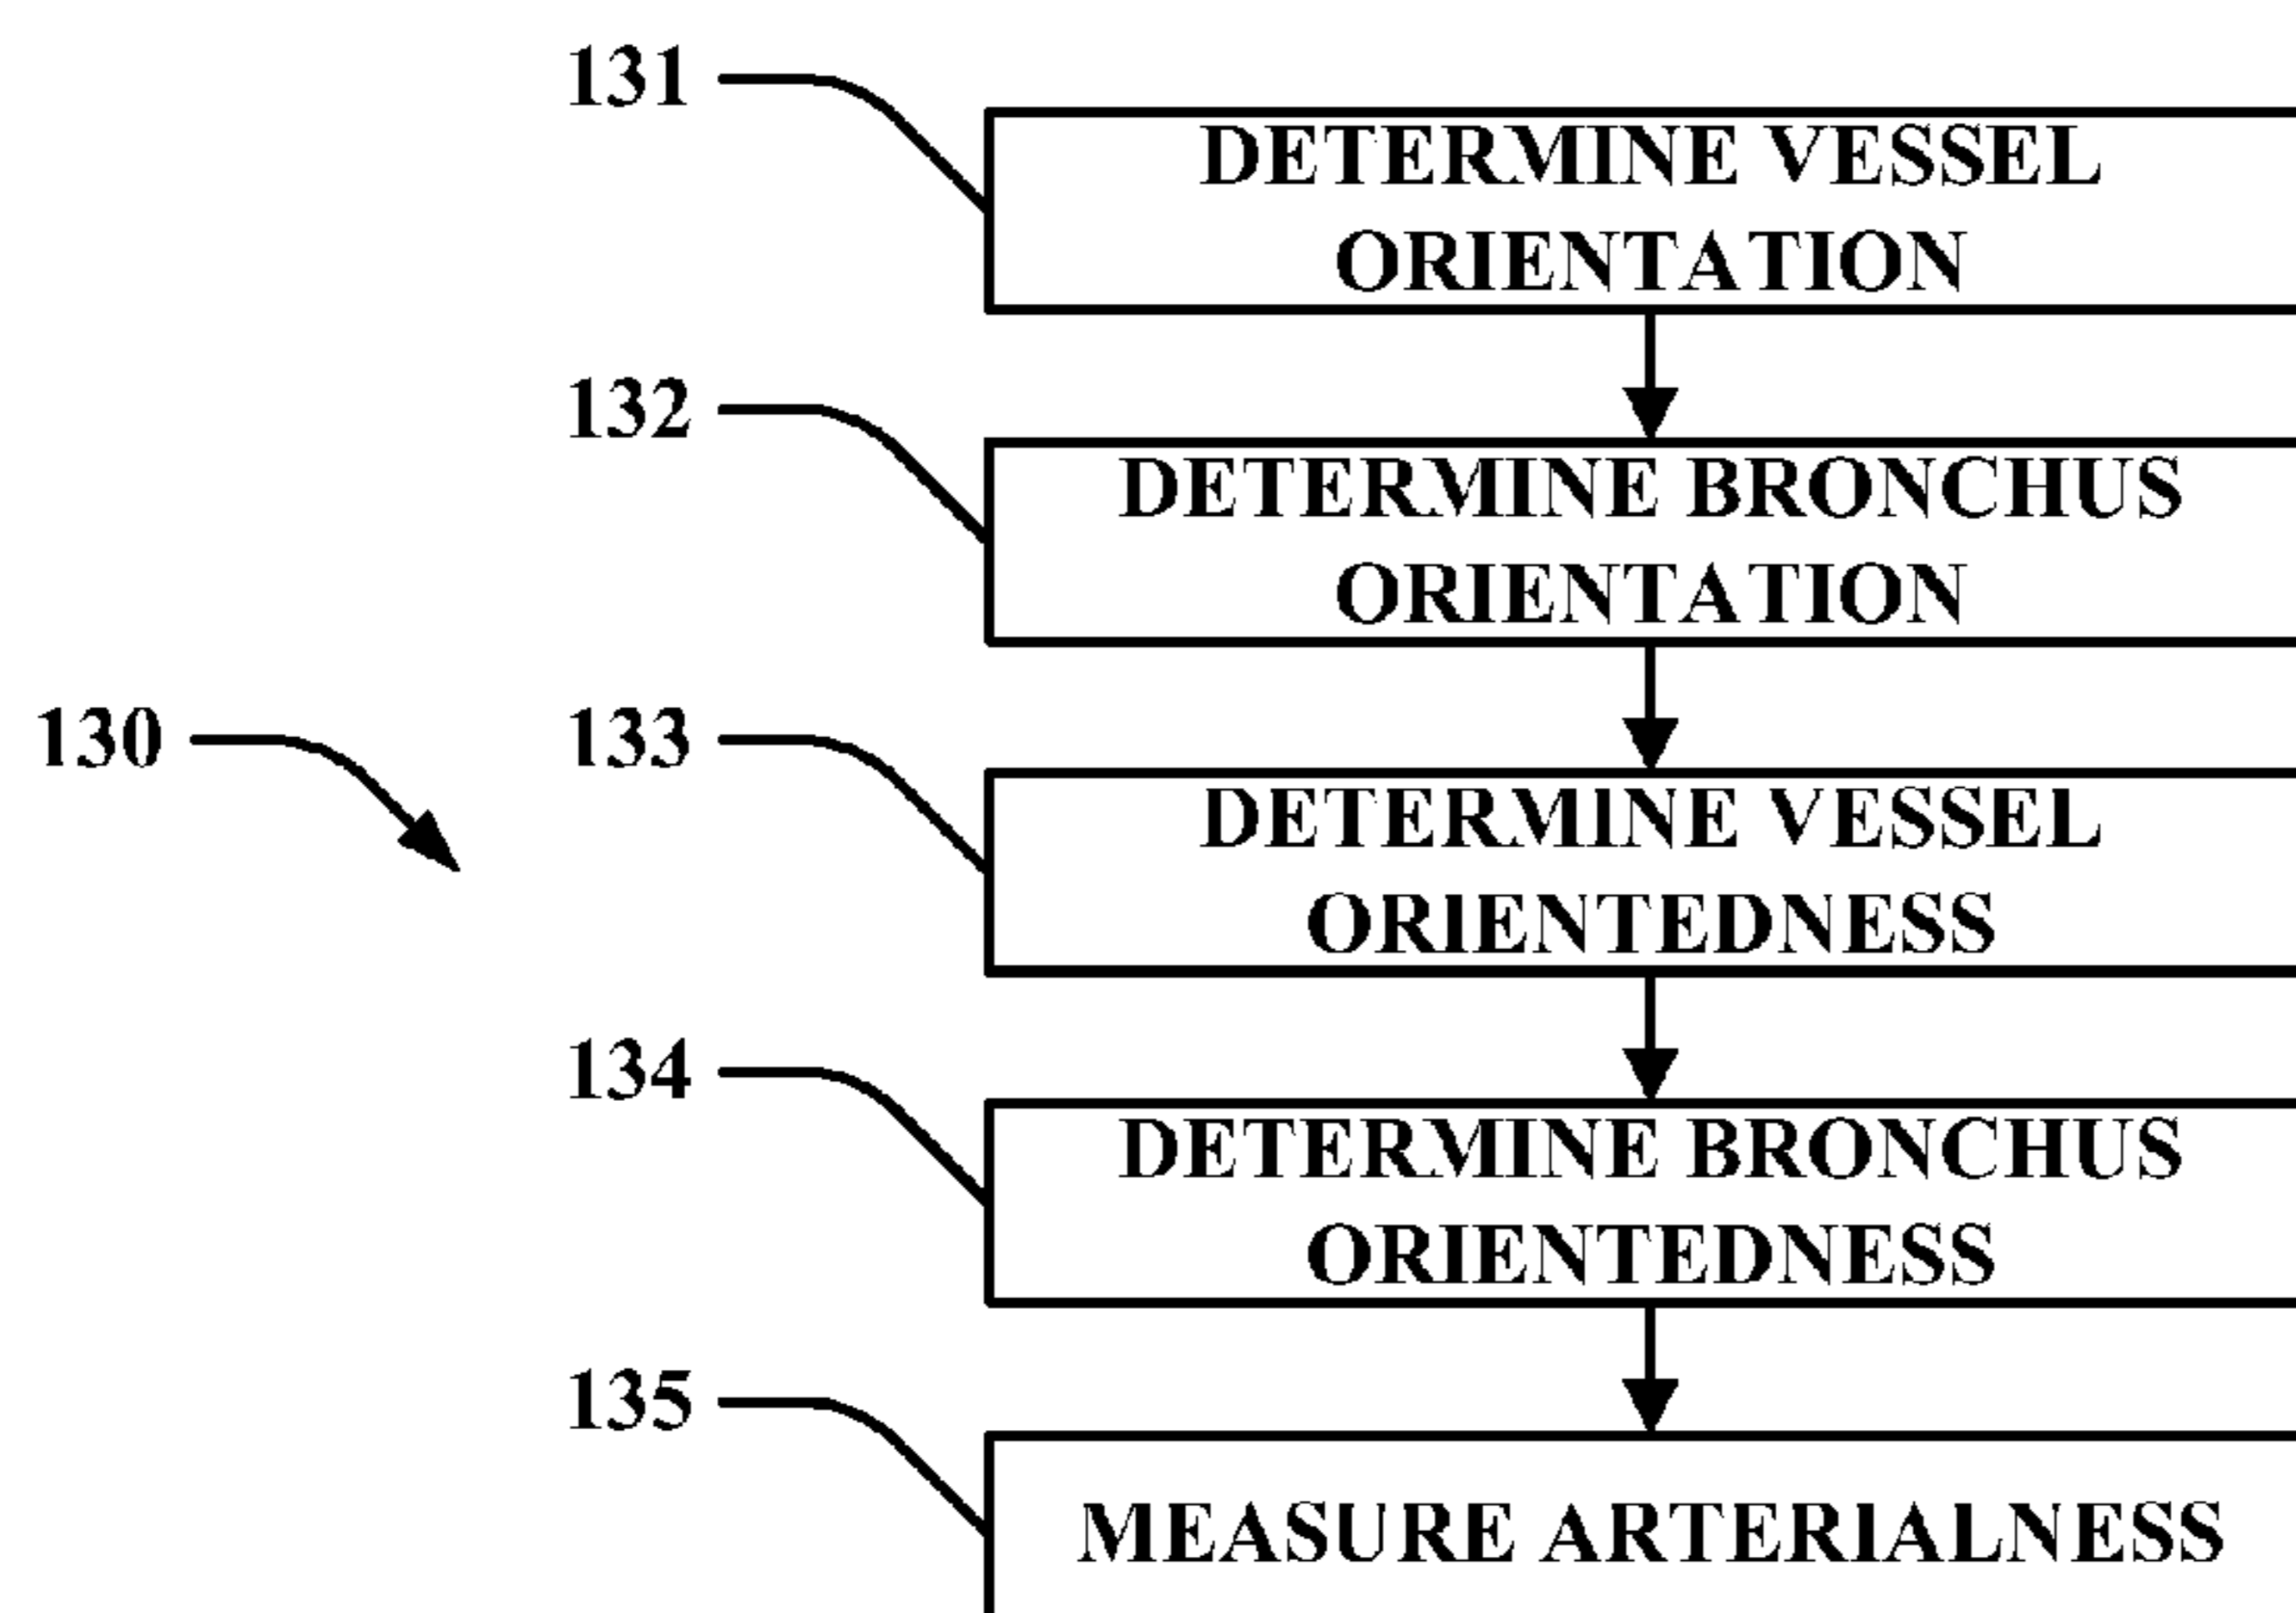 131
DETERMINE VESSEL
ORIENTATION
132
DETERMINE BRONCHUS
ORIENTATION
130
133
DETERMINE VESSEL
ORIENTEDNESS
134
DETERMINE BRONCHUS
ORIENTEDNESS
135
MEASURE ARTERIALNESS